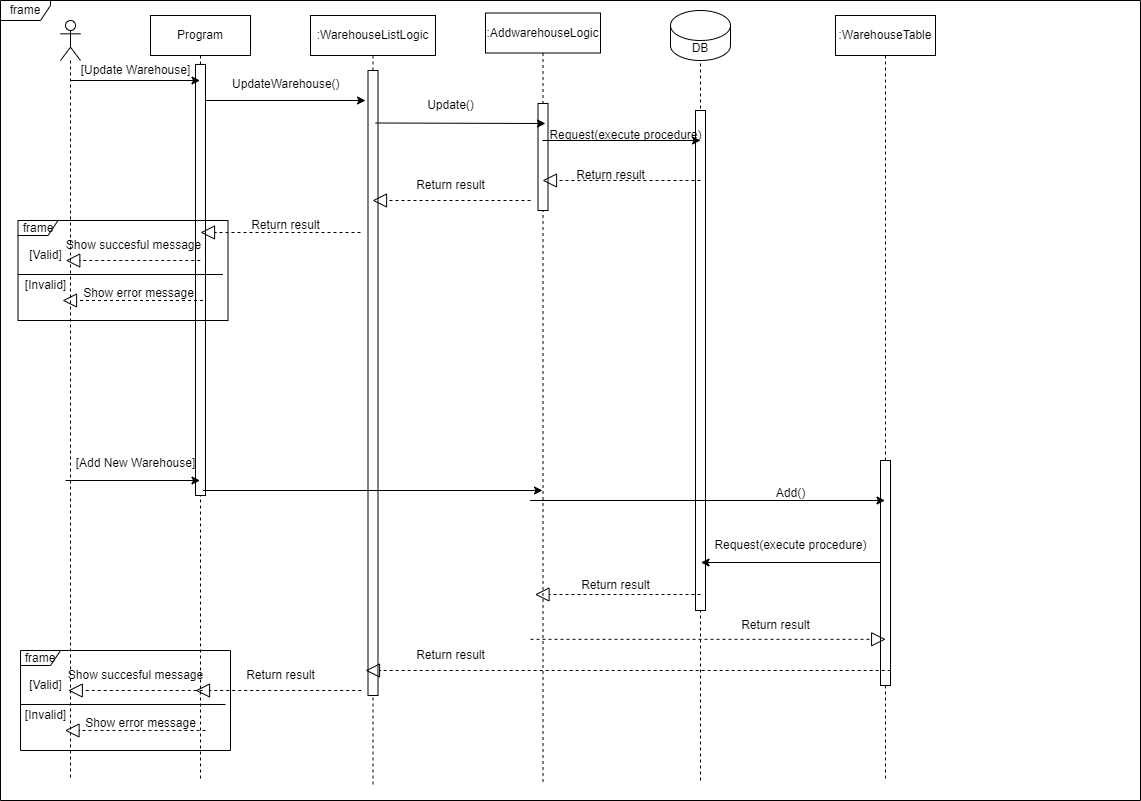 frame
Program
:WarehouseListLogic
:AddwarehouseLogic
DB
:WarehouseTable
[Update Warehouse]
UpdateWarehouse()
Update()
Request(execute procedure)
Return result
Return result
Return result
frame
Show succesful message
[Valid]
[Invalid]
Show error message
[Add New Warehouse]
Add()
Request(execute procedure)
Return result
Return result
Return result
frame
Show succesful message
Return result
[Valid]
[Invalid]
Show error message